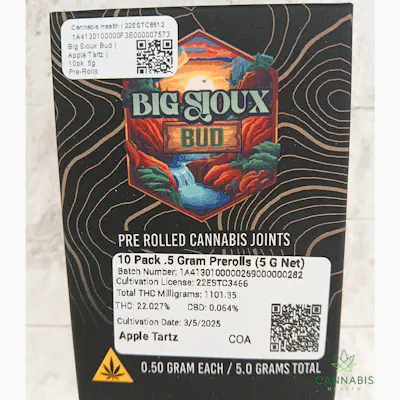 Cannabis Health | 22ESTC8512
1A4130100000F3E000007573
Big Sioux Bud |
Apple Tartz |
10pk .5g
Pre-Rolls
BIG SIOUX
BUD
PRE ROLLED CANNABIS JOINTS
10 Pack .5 Gram Prerolls (5 G Net)
Batch Number: 1A4130100000259000000282
Cultivation License: 22ESTC3466
Total THC Milligrams: 1101.35
THC: 22.027% CBD: 0.064%
Cultivation Date: 3/5/2025
Apple Tartz COA
0.50 GRAM EACH / 5.0 GRAMS TOTAL
CANNABIS
HEALTH